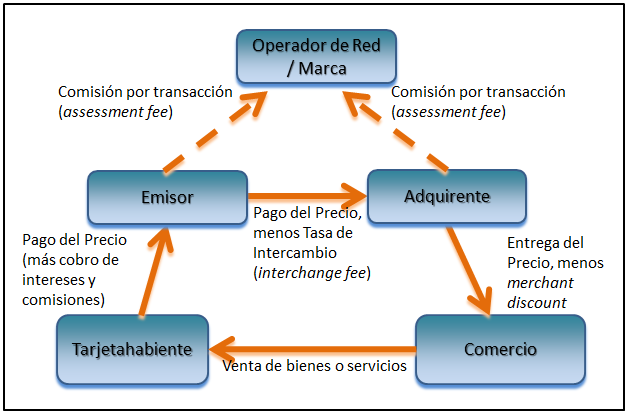 Operador de Red
/ Marca
Comisión por transacción
(assessment fee)
Comisión por transacción
(assessment fee)
Emisor
Adquirente
Pago del Precio,
menos Tasa de
Intercambio
(interchange fee)
Pago del Precio
(más cobro de
intereses y
comisiones)
Entrega del
Precio, menos
merchant
discount
Tarjetahabiente
Venta de bienes o servicios
Comercio